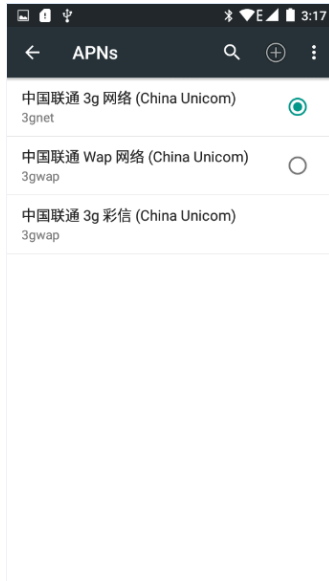 E 3:17
APNs
中国联通 3g 网络 (China Unicom)
3gnet
中国联通 Wap 网络 (China Unicom)
3gwap
中国联通 3g 彩信 (China Unicom)
3gwap